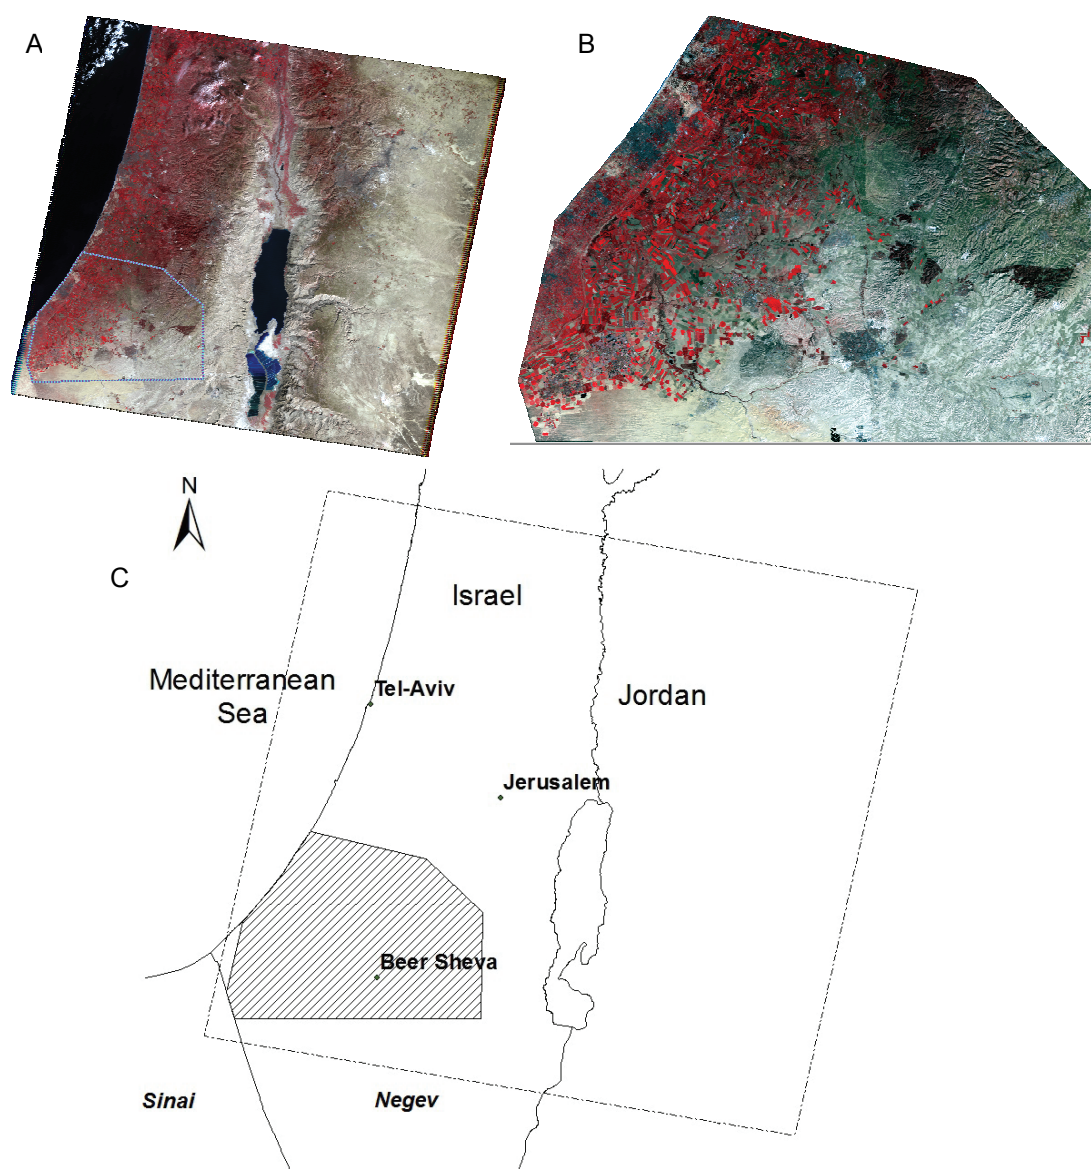 A
B
N
C
Israel
Mediterranean
Sea
Tel-Aviv
Jordan
Jerusalem
Beer Sheva
Sinai
Negev